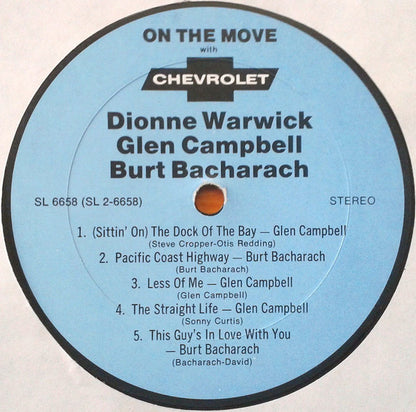 ON THE MOVE
with
CHEVROLET
Dionne Warwick
Glen Campbell
Burt Bacharach
SL 6658 (SL 2-6658) STEREO
1. (Sittin' On) The Dock Of The Bay — Glen Campbell
(Steve Cropper-Otis Redding)
2. Pacific Coast Highway — Burt Bacharach
(Burt Bacharach)
3. Less Of Me — Glen Campbell
(Glen Campbell)
4. The Straight Life — Glen Campbell
(Sonny Curtis)
5. This Guy's In Love With You
— Burt Bacharach
(Bacharach-David)